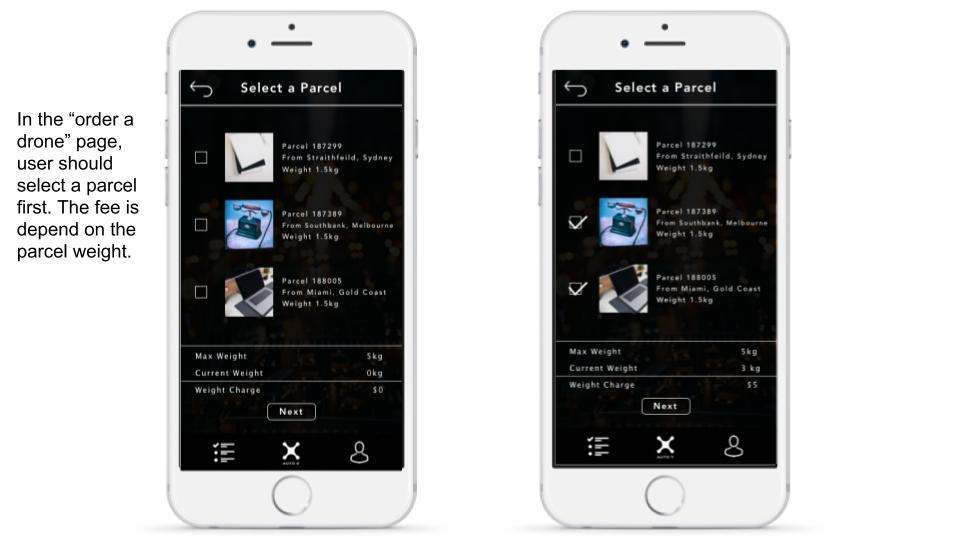 In the “order a
drone” page,
user should
select a parcel
first. The fee is
depend on the
parcel weight.
Select a Parcel
Parcel 187299
From Straithfeild, Sydney
Weight 1.5kg
Parcel 187389
From Southbank, Melbourne
Weight 1.5kg
Parcel 188005
From Miami, Gold Coast
Weight 1.5kg
Max Weight 5kg
Current Weight 0kg
Weight Charge $0
Next
AUTO V
Select a Parcel
Parcel 187299
From Straithfeild, Sydney
Weight 1.5kg
Parcel 187389
From Southbank, Melbourne
Weight 1.5kg
Parcel 188005
From Miami, Gold Coast
Weight 1.5kg
Max Weight 5kg
Current Weight 3 kg
Weight Charge $5
Next
AUTO V